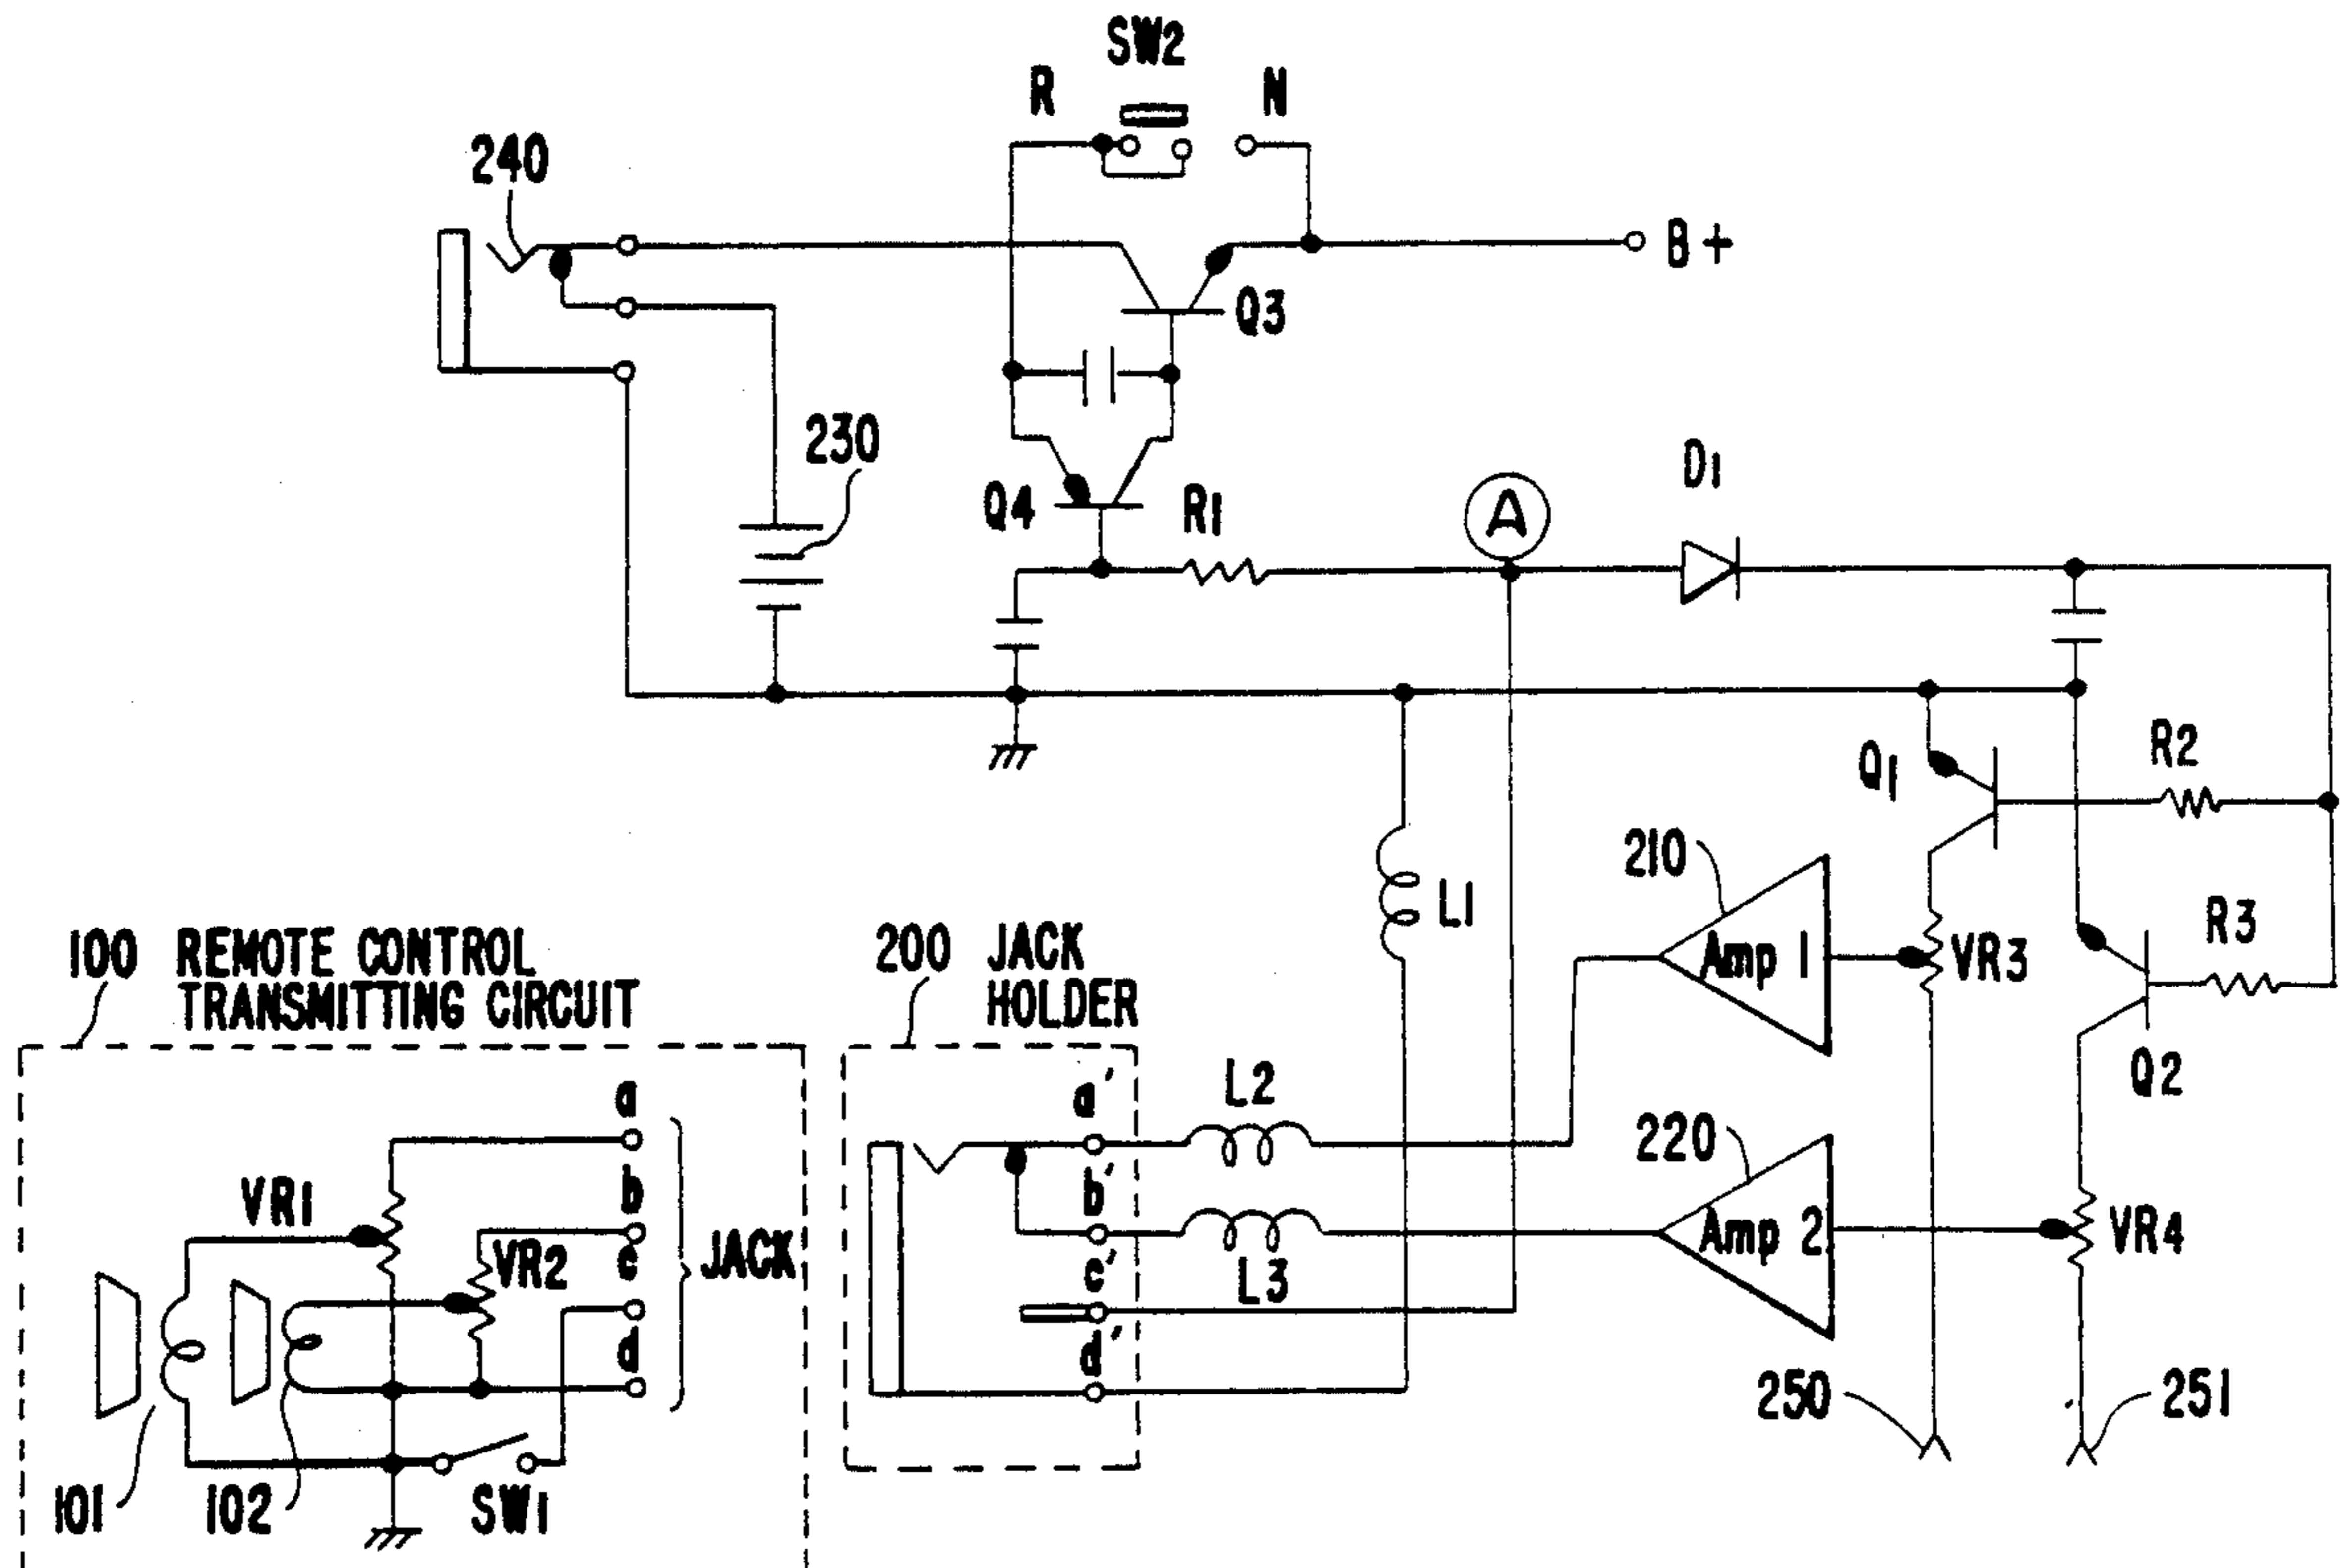 SW2
R
N
240
B+
Q3
230
D1
Q4
R1
A
R2
Q1
210
L1
R3
Amp 1
VR3
100 REMOTE CONTROL
TRANSMITTING CIRCUIT
200 JACK
HOLDER
Q2
a
a'
L2
220
VR1
b
b'
Amp 2
VR4
VR2
c
JACK
c'
L3
d
d'
250
251
101
102
SW1